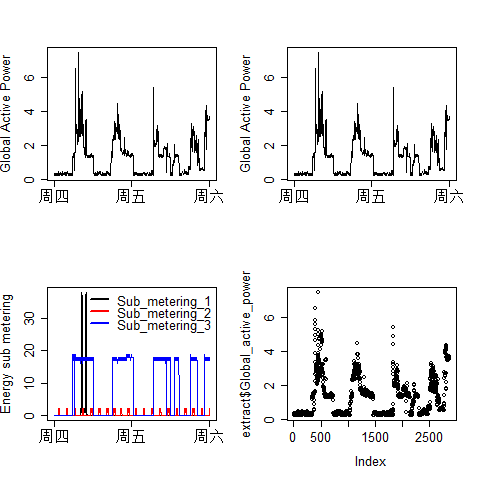 Global Active Power
6
4
2
0
周四 周五 周六
Global Active Power
6
4
2
0
周四 周五 周六
Energy sub metering
30
20
10
0
Sub_metering_1
Sub_metering_2
Sub_metering_3
周四 周五 周六
extract$Global_active_power
6
4
2
0
0 500 1500 2500
Index